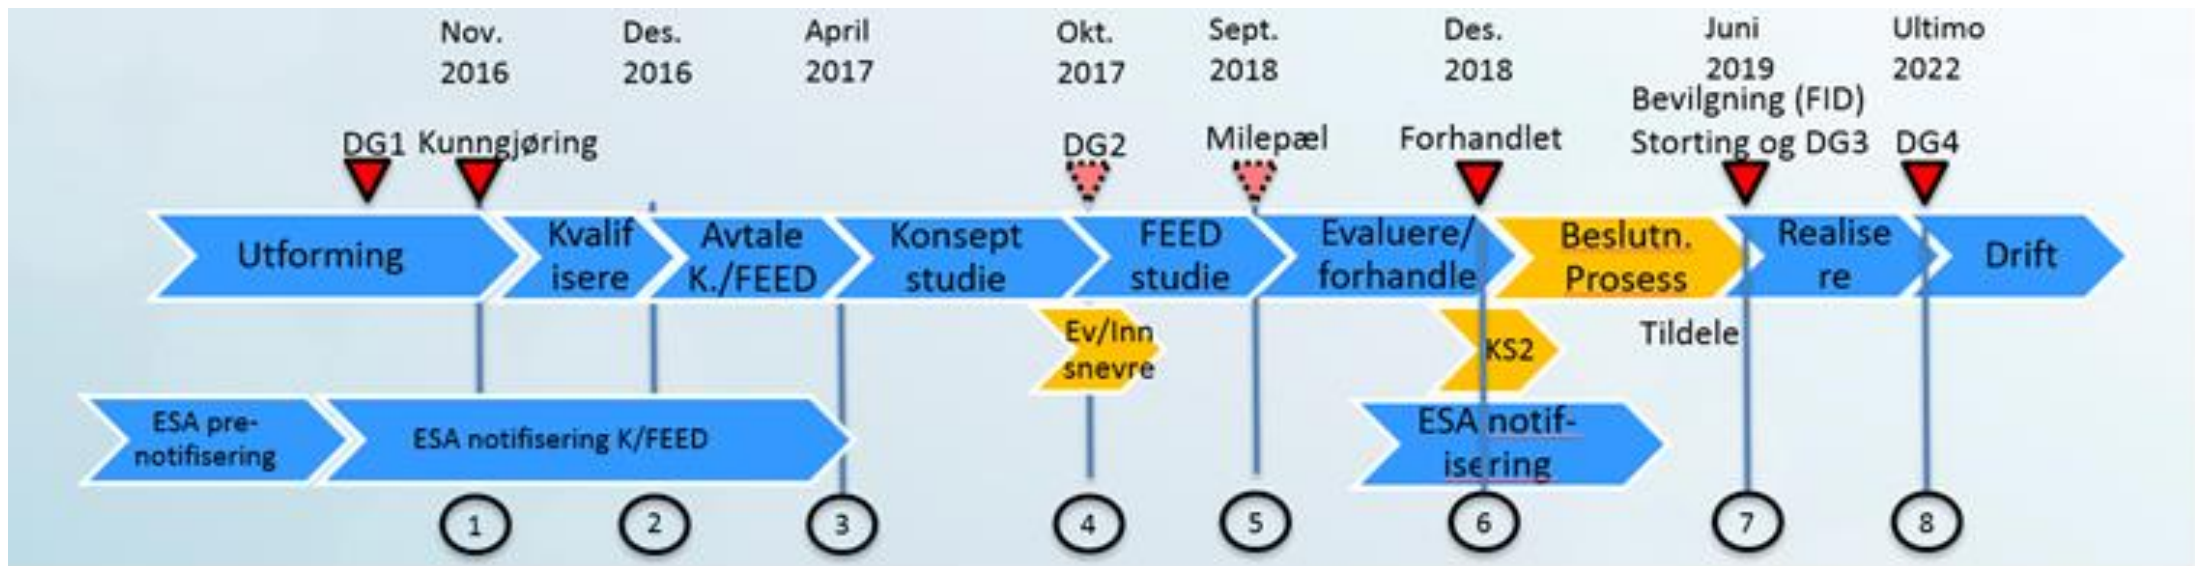 Nov.
2016
Des.
2016
April
2017
Okt.
2017
Sept.
2018
Des.
2018
Juni
2019
Ultimo
2022
DG1
Kunngjøring
DG2
Milepæl
Forhandlet
Bevilgning (FID)
Storting og DG3
DG4
Utforming
Kvalif
isere
Avtale
K./FEED
Konsept
studie
FEED
studie
Evaluere/
forhandle
Beslutn.
Prosess
Realise
re
Drift
Ev/Inn
snevre
KS2
Tildele
ESA pre-
notifisering
ESA notifisering K/FEED
ESA notif-
isering
1
2
3
4
5
6
7
8